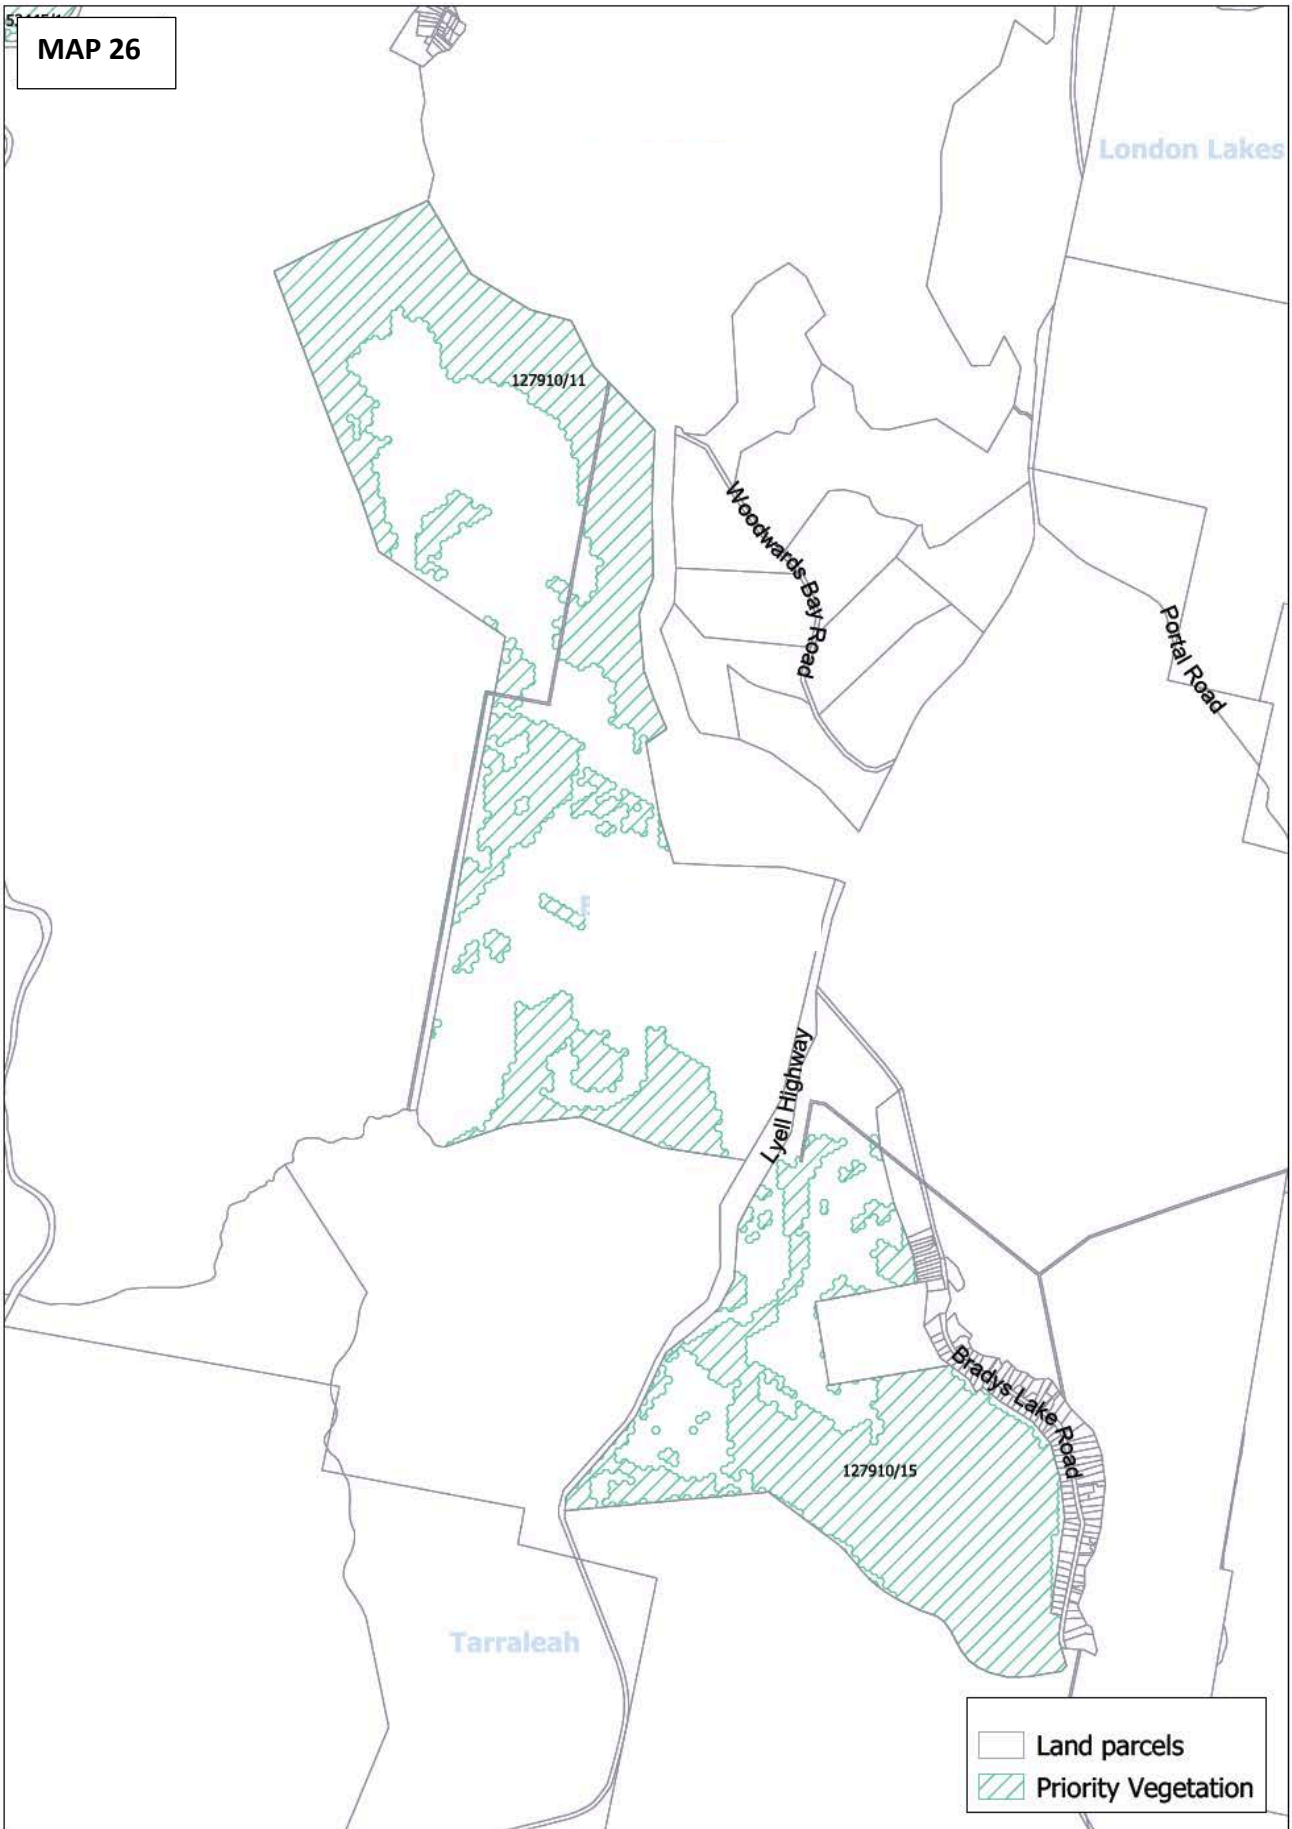 MAP 26
London Lakes
127910/11
Woodwards Bay Road
Portal Road
Lyell Highway
Bradys Lake Road
127910/15
Tarraleah
Land parcels
Priority Vegetation